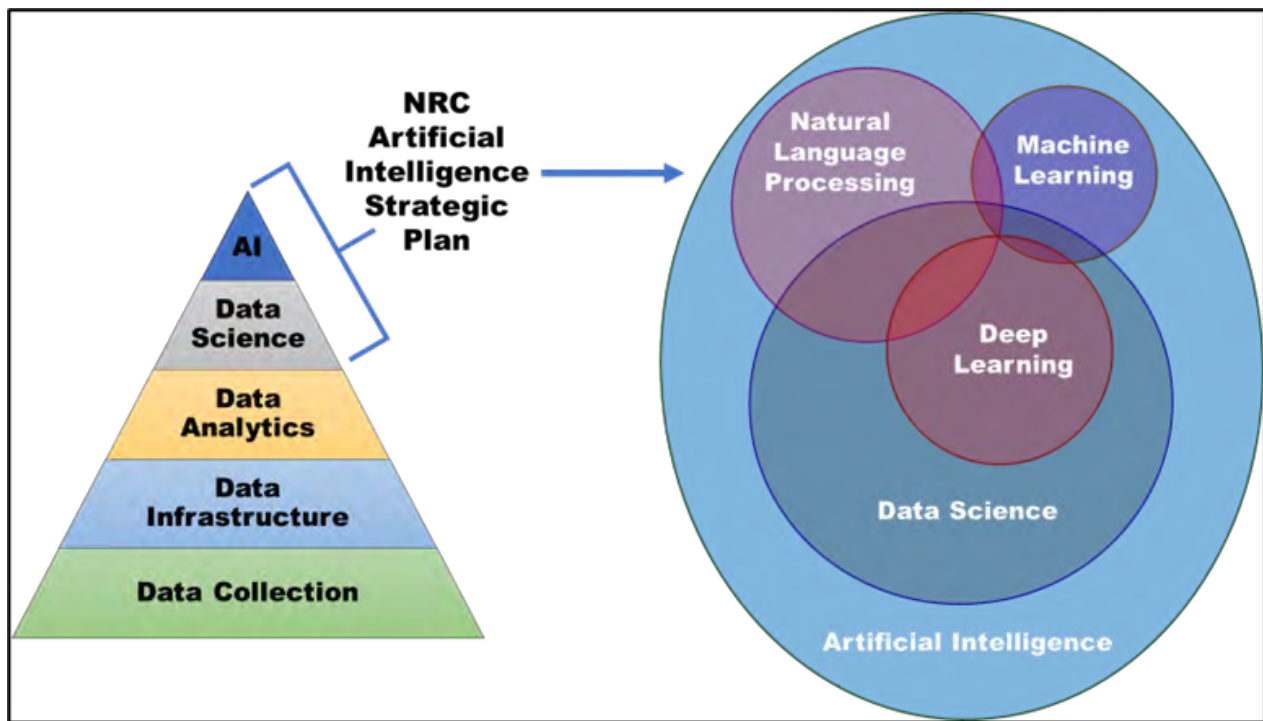 NRC
Artificial
Intelligence
Strategic
Plan
AI
Data
Science
Data
Analytics
Data
Infrastructure
Data Collection
Natural
Language
Processing
Machine
Learning
Deep
Learning
Data Science
Artificial Intelligence